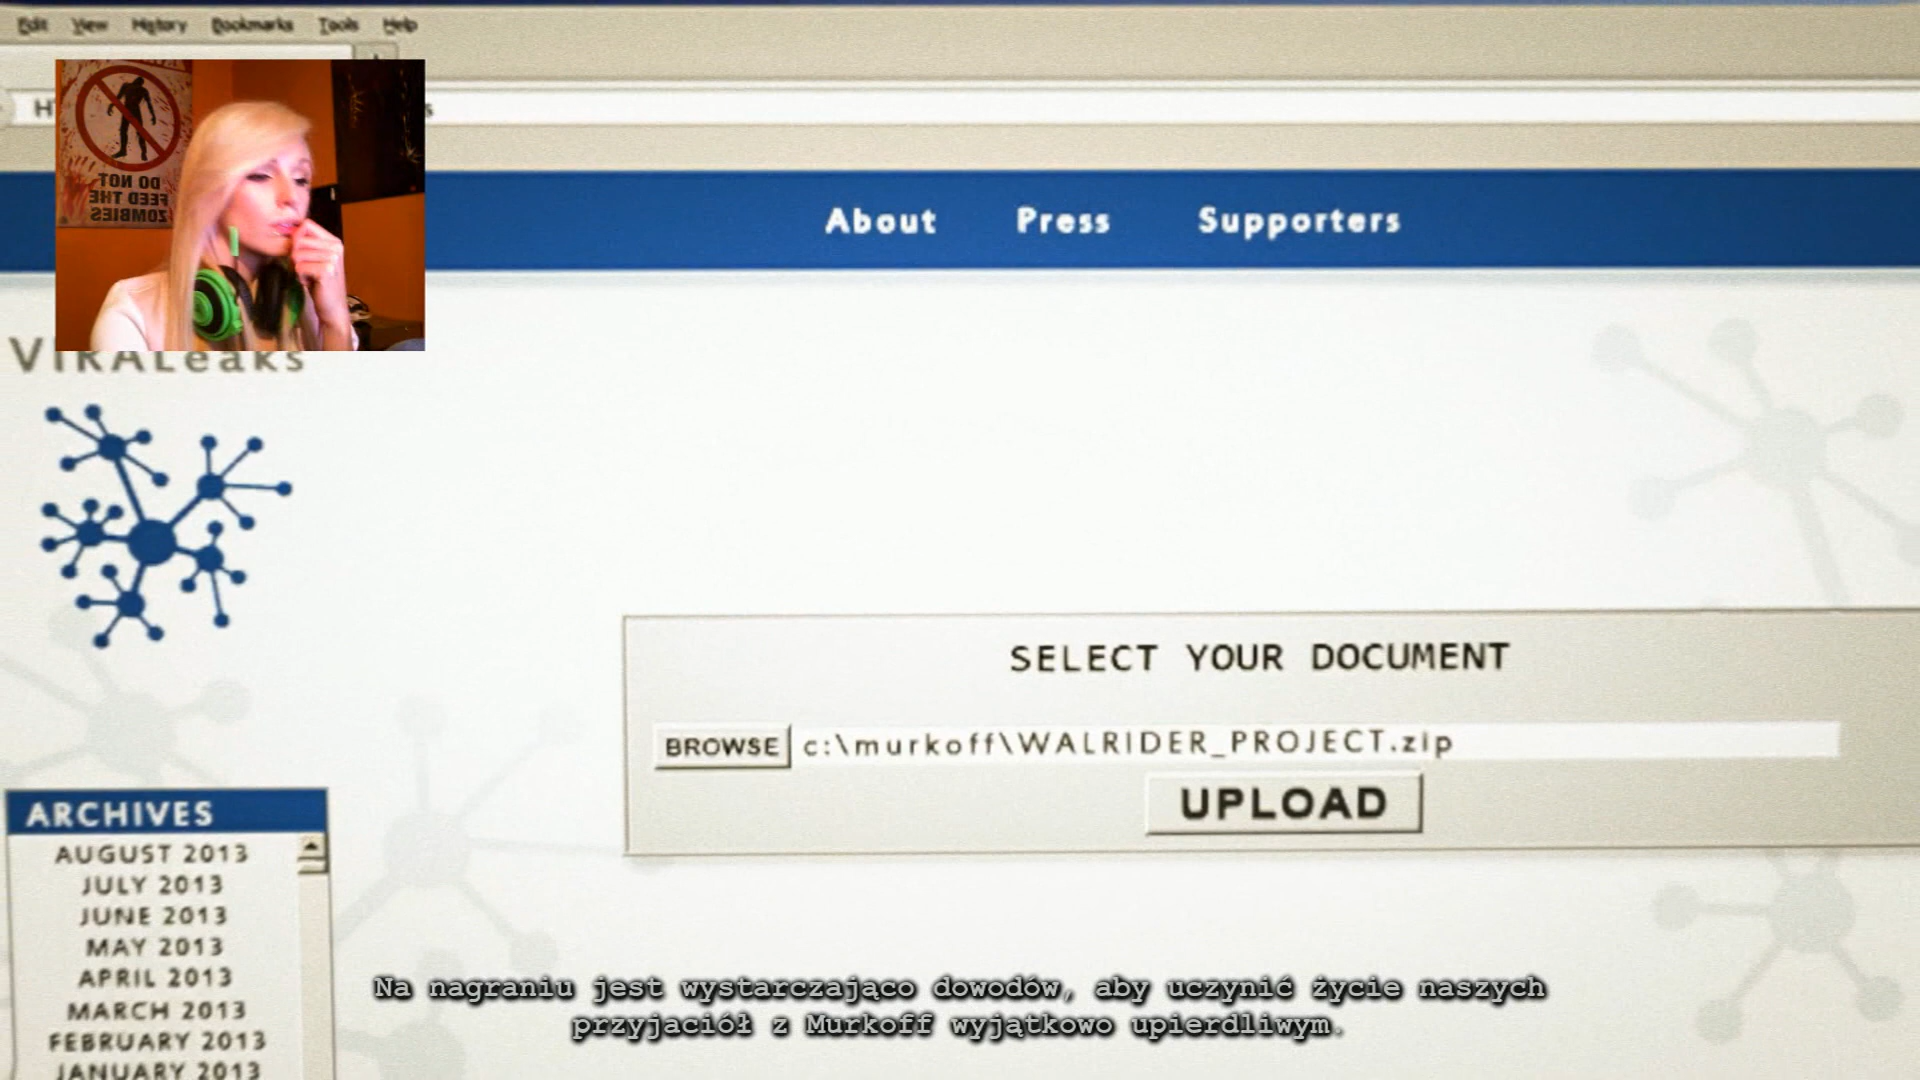 Edit View History Bookmarks Tools Help
DO NOT
FEED THE
ZOMBIES
About Press Supporters
VIRALeaks
SELECT YOUR DOCUMENT
BROWSE c:\murkoff\WALRIDER_PROJECT.zip
UPLOAD
ARCHIVES
AUGUST 2013
JULY 2013
JUNE 2013
MAY 2013
APRIL 2013
MARCH 2013
FEBRUARY 2013
JANUARY 2013
Na nagraniu jest wystarczająco dowodów, aby uczynić życie naszych
przyjaciół z Murkoff wyjątkowo upierdliwym.